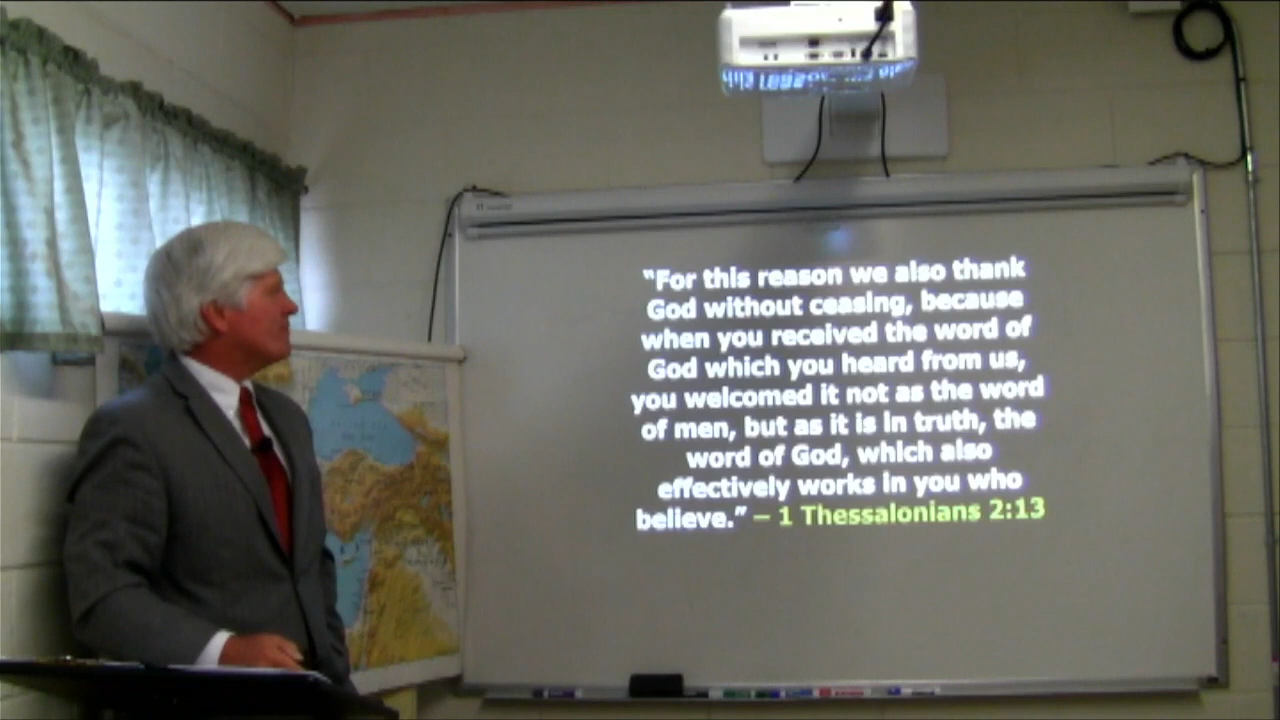 “For this reason we also thank
God without ceasing, because
when you received the word of
God which you heard from us,
you welcomed it not as the word
of men, but as it is in truth, the
word of God, which also
effectively works in you who
believe.” – 1 Thessalonians 2:13